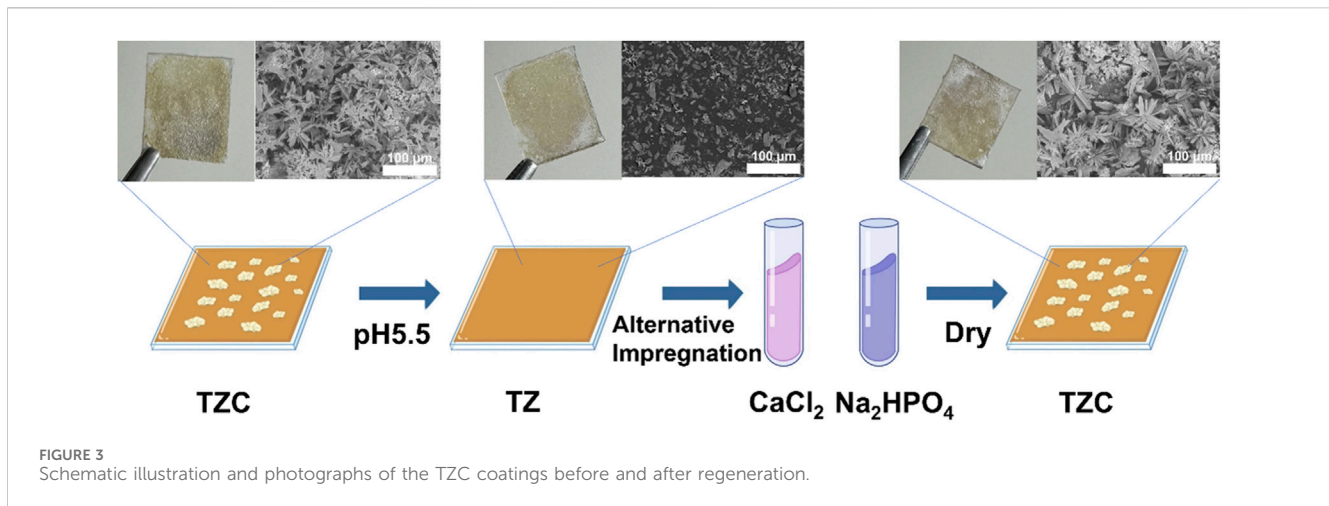 100 µm
100 µm
100 µm
pH5.5
Alternative
Impregnation
Dry
TZC
TZ
CaCl₂
Na₂HPO₄
TZC
FIGURE 3
Schematic illustration and photographs of the TZC coatings before and after regeneration.